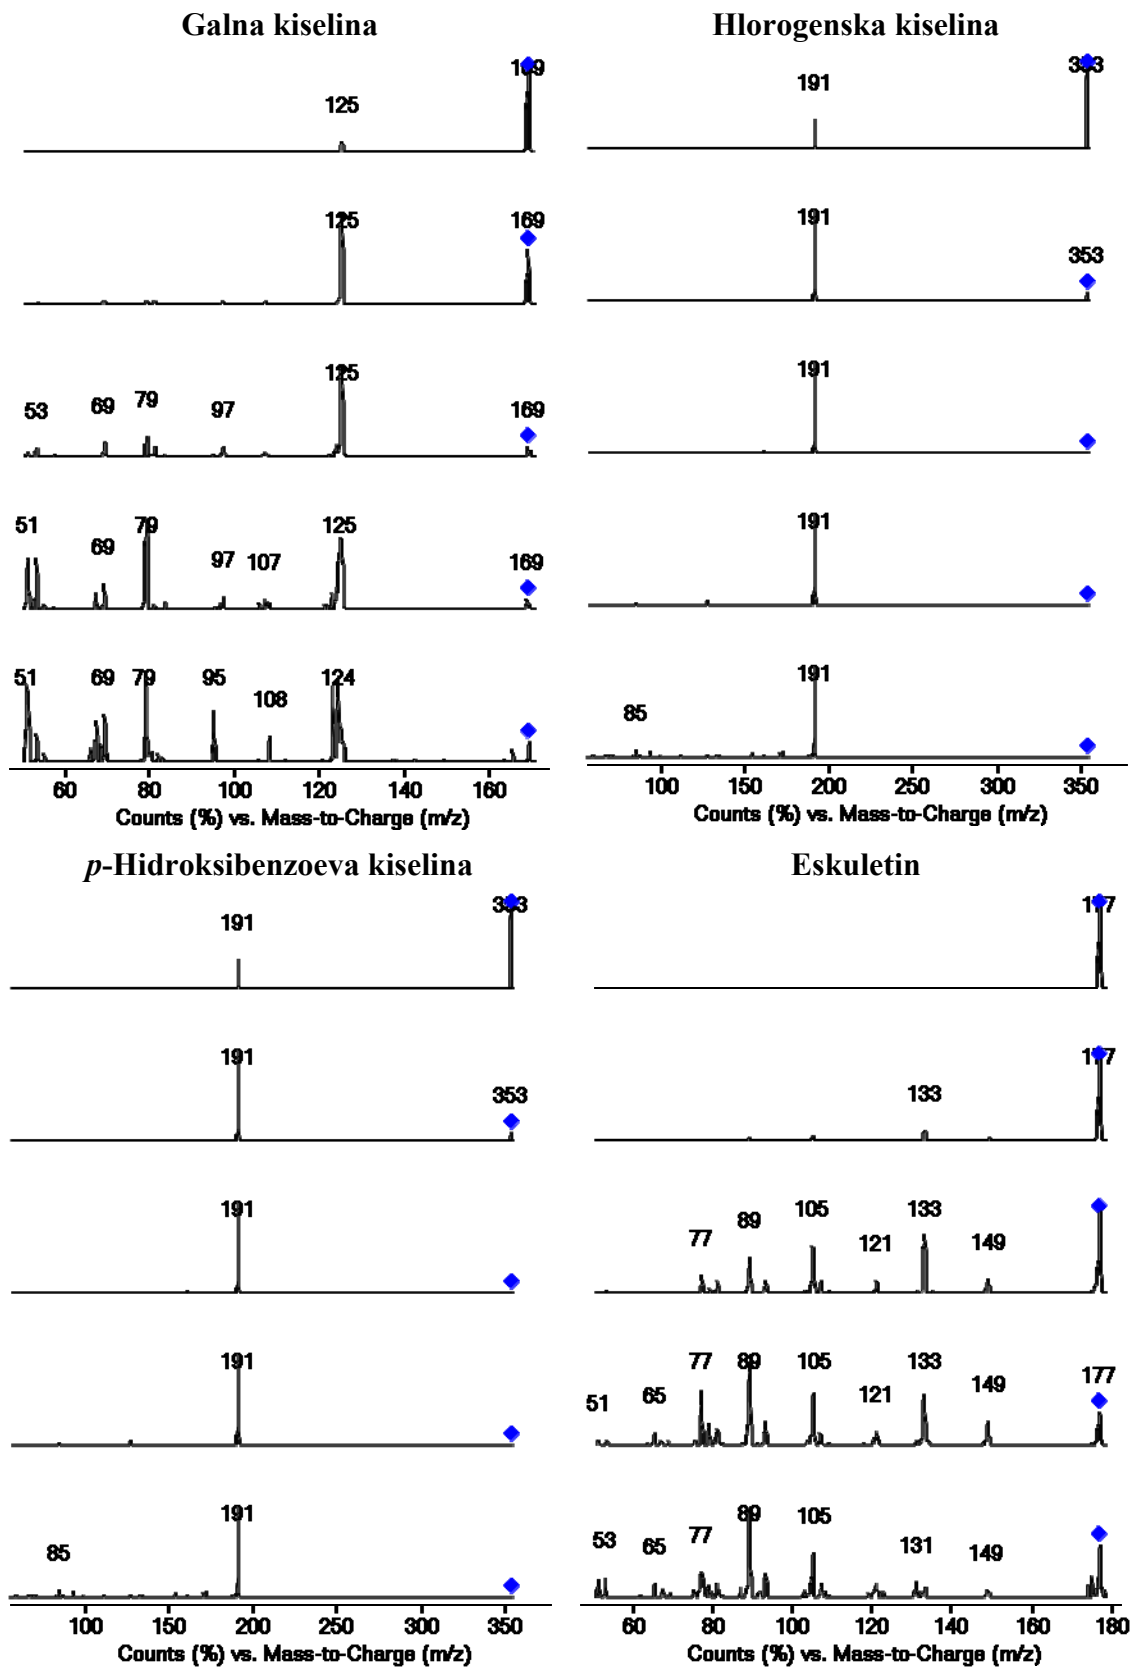 Galna kiselina
125 169
125 169
53 69 79 97 125 169
51 69 79 97 107 125 169
51 69 79 95 108 124
60 80 100 120 140 160
Counts (%) vs. Mass-to-Charge (m/z)
Hlorogenska kiselina
191 353
191 353
191
191
85 191
100 150 200 250 300 350
Counts (%) vs. Mass-to-Charge (m/z)
p-Hidroksibenzoeva kiselina
191 353
191 353
191
191
85 191
100 150 200 250 300 350
Counts (%) vs. Mass-to-Charge (m/z)
Eskuletin
177
133 177
77 89 105 121 133 149
51 65 77 89 105 121 133 149 177
53 65 77 89 105 131 149
60 80 100 120 140 160 180
Counts (%) vs. Mass-to-Charge (m/z)